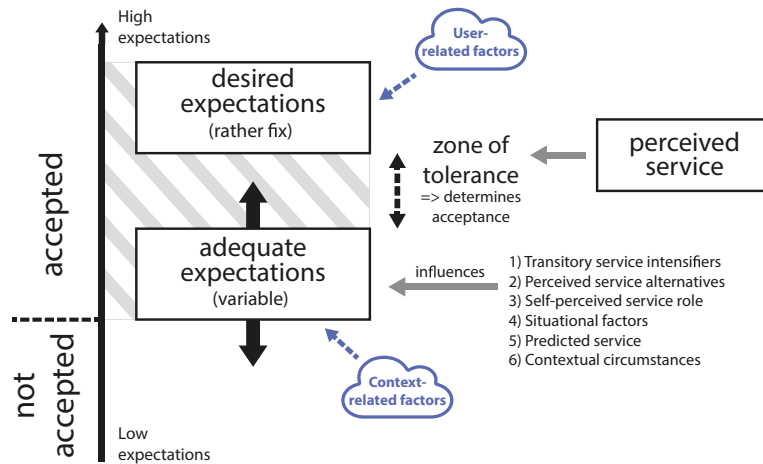 High
expectations
User-
related factors
desired
expectations
(rather fix)
zone of
tolerance
=> determines
acceptance
perceived
service
accepted
adequate
expectations
(variable)
influences
1) Transitory service intensifiers
2) Perceived service alternatives
3) Self-perceived service role
4) Situational factors
5) Predicted service
6) Contextual circumstances
not
accepted
Context-
related factors
Low
expectations